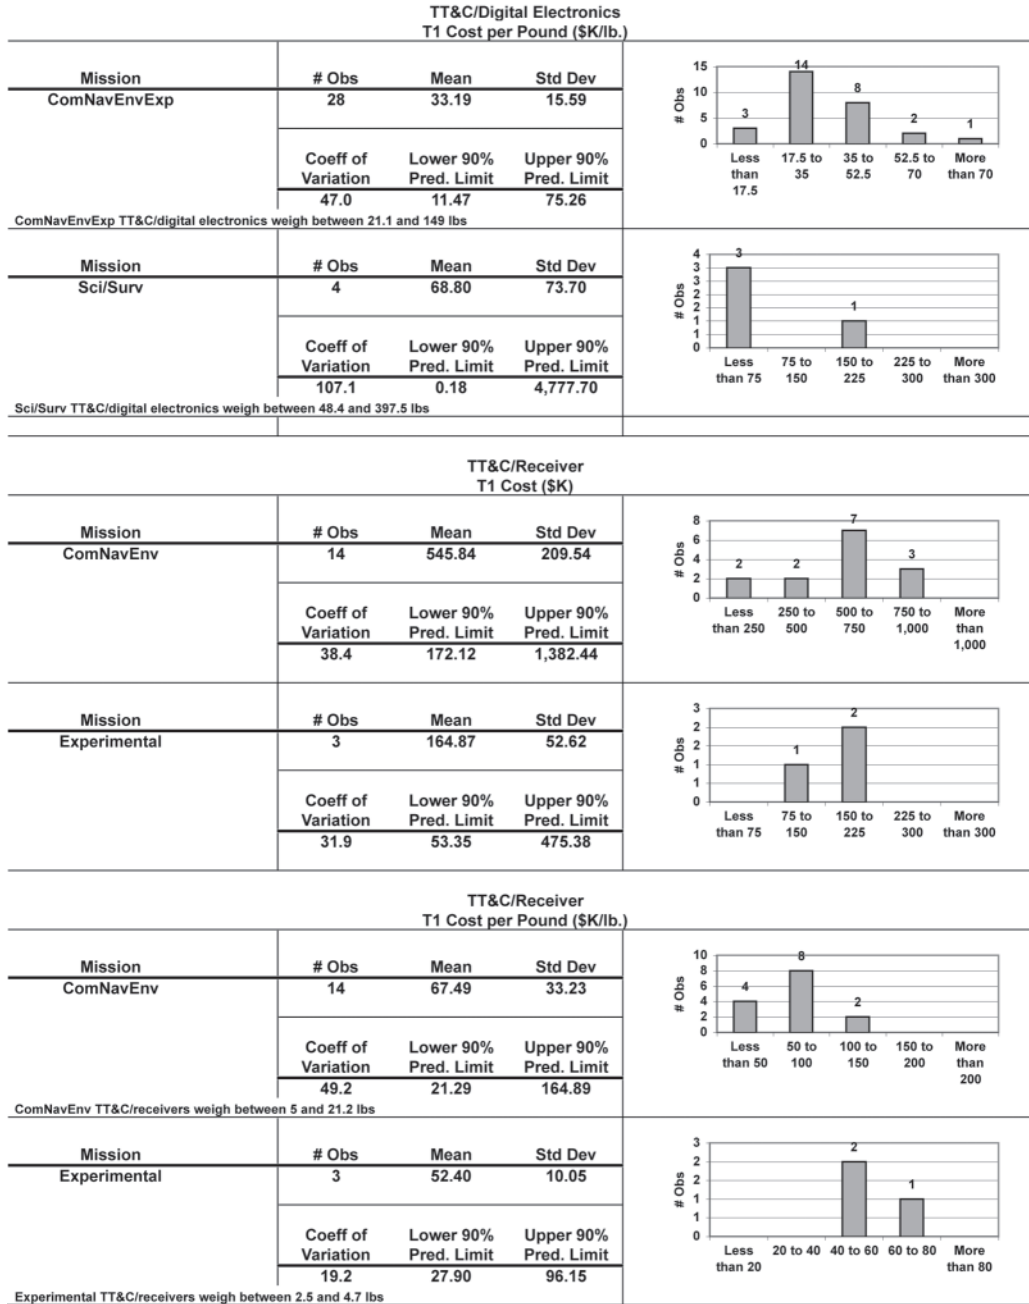 TT&C/Digital Electronics
T1 Cost per Pound ($K/lb.)
Mission # Obs Mean Std Dev
ComNavEnvExp 28 33.19 15.59
Coeff of Lower 90% Upper 90%
Variation Pred. Limit Pred. Limit
47.0 11.47 75.26
ComNavEnvExp TT&C/digital electronics weigh between 21.1 and 149 lbs
# Obs
15
10
5
0
3 14 8 2 1
Less 17.5 to 35 to 52.5 to More
than 35 52.5 70 than 70
17.5
Mission # Obs Mean Std Dev
Sci/Surv 4 68.80 73.70
Coeff of Lower 90% Upper 90%
Variation Pred. Limit Pred. Limit
107.1 0.18 4,777.70
Sci/Surv TT&C/digital electronics weigh between 48.4 and 397.5 lbs
# Obs
4
3
3
2
2
1
1
0
3 1
Less 75 to 150 to 225 to More
than 75 150 225 300 than 300
TT&C/Receiver
T1 Cost ($K)
Mission # Obs Mean Std Dev
ComNavEnv 14 545.84 209.54
Coeff of Lower 90% Upper 90%
Variation Pred. Limit Pred. Limit
38.4 172.12 1,382.44
# Obs
8
6
4
2
0
2 2 7 3
Less 250 to 500 to 750 to More
than 250 500 750 1,000 than
1,000
Mission # Obs Mean Std Dev
Experimental 3 164.87 52.62
Coeff of Lower 90% Upper 90%
Variation Pred. Limit Pred. Limit
31.9 53.35 475.38
# Obs
3
2
2
1
1
0
1 2
Less 75 to 150 to 225 to More
than 75 150 225 300 than 300
TT&C/Receiver
T1 Cost per Pound ($K/lb.)
Mission # Obs Mean Std Dev
ComNavEnv 14 67.49 33.23
Coeff of Lower 90% Upper 90%
Variation Pred. Limit Pred. Limit
49.2 21.29 164.89
ComNavEnv TT&C/receivers weigh between 5 and 21.2 lbs
# Obs
10
8
6
4
2
0
4 8 2
Less 50 to 100 to 150 to More
than 50 100 150 200 than
200
Mission # Obs Mean Std Dev
Experimental 3 52.40 10.05
Coeff of Lower 90% Upper 90%
Variation Pred. Limit Pred. Limit
19.2 27.90 96.15
Experimental TT&C/receivers weigh between 2.5 and 4.7 lbs
# Obs
3
2
2
1
1
0
2 1
Less 20 to 40 40 to 60 60 to 80 More
than 20 than 80